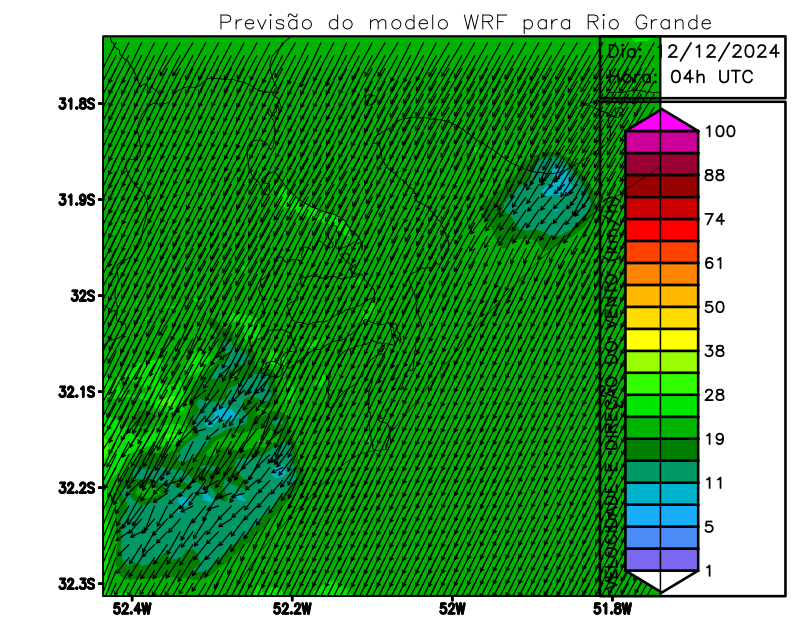 Previsão do modelo WRF para Rio Grande
Dia: 12/12/2024
Hora: 04h UTC
31.8S
31.9S
32S
32.1S
32.2S
32.3S
52.4W
52.2W
52W
51.8W
VELOCIDADE E DIREÇÃO DO VENTO (km/h)
100
88
74
61
50
38
28
19
11
5
1